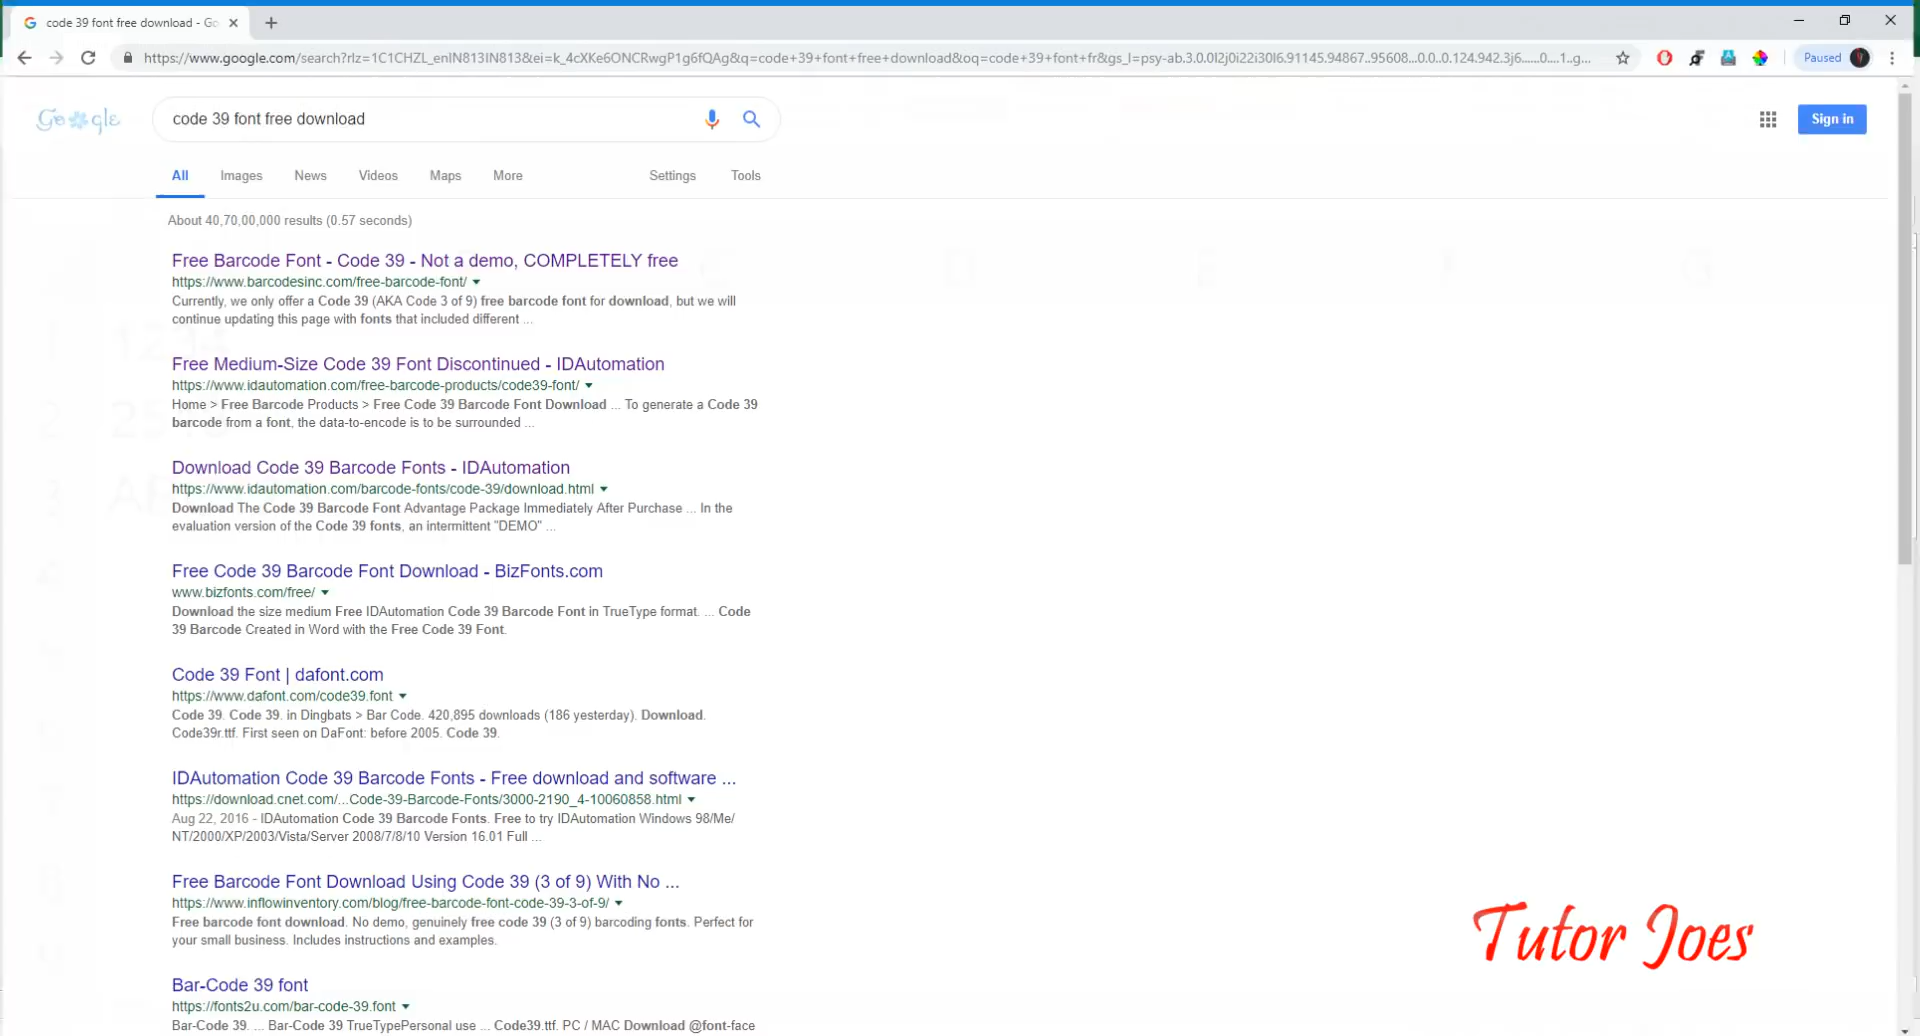 code 39 font free download - Go
https://www.google.com/search?rlz=1C1CHZL_enIN813IN813&ei=k_4cXKe6ONCRwgP1g6fQAg&q=code+39+font+free+download&oq=code+39+font+fr&gs_l=psy-ab.3.0.0l2j0i22i30l6.91145.94867..95608...0.0..0.124.942.3j6......0....1..g...
Paused
Google
code 39 font free download
Sign in
All Images News Videos Maps More Settings Tools
About 40,70,00,000 results (0.57 seconds)
Free Barcode Font - Code 39 - Not a demo, COMPLETELY free
https://www.barcodesinc.com/free-barcode-font/
Currently, we only offer a Code 39 (AKA Code 3 of 9) free barcode font for download, but we will
continue updating this page with fonts that included different ...
Free Medium-Size Code 39 Font Discontinued - IDAutomation
https://www.idautomation.com/free-barcode-products/code39-font/
Home > Free Barcode Products > Free Code 39 Barcode Font Download ... To generate a Code 39
barcode from a font, the data-to-encode is to be surrounded ...
Download Code 39 Barcode Fonts - IDAutomation
https://www.idautomation.com/barcode-fonts/code-39/download.html
Download The Code 39 Barcode Font Advantage Package Immediately After Purchase ... In the
evaluation version of the Code 39 fonts, an intermittent "DEMO" ...
Free Code 39 Barcode Font Download - BizFonts.com
www.bizfonts.com/free/
Download the size medium Free IDAutomation Code 39 Barcode Font in TrueType format. ... Code
39 Barcode Created in Word with the Free Code 39 Font.
Code 39 Font | dafont.com
https://www.dafont.com/code39.font
Code 39. Code 39. in Dingbats > Bar Code. 420,895 downloads (186 yesterday). Download.
Code39r.ttf. First seen on DaFont: before 2005. Code 39.
IDAutomation Code 39 Barcode Fonts - Free download and software ...
https://download.cnet.com/...Code-39-Barcode-Fonts/3000-2190_4-10060858.html
Aug 22, 2016 - IDAutomation Code 39 Barcode Fonts. Free to try IDAutomation Windows 98/Me/
NT/2000/XP/2003/Vista/Server 2008/7/8/10 Version 16.01 Full ...
Free Barcode Font Download Using Code 39 (3 of 9) With No ...
https://www.inflowinventory.com/blog/free-barcode-font-code-39-3-of-9/
Free barcode font download. No demo, genuinely free code 39 (3 of 9) barcoding fonts. Perfect for
your small business. Includes instructions and examples.
Tutor Joes
Bar-Code 39 font
https://fonts2u.com/bar-code-39.font
Bar-Code 39. ... Bar-Code 39 TrueTypePersonal use ... Code39.ttf. PC / MAC Download @font-face